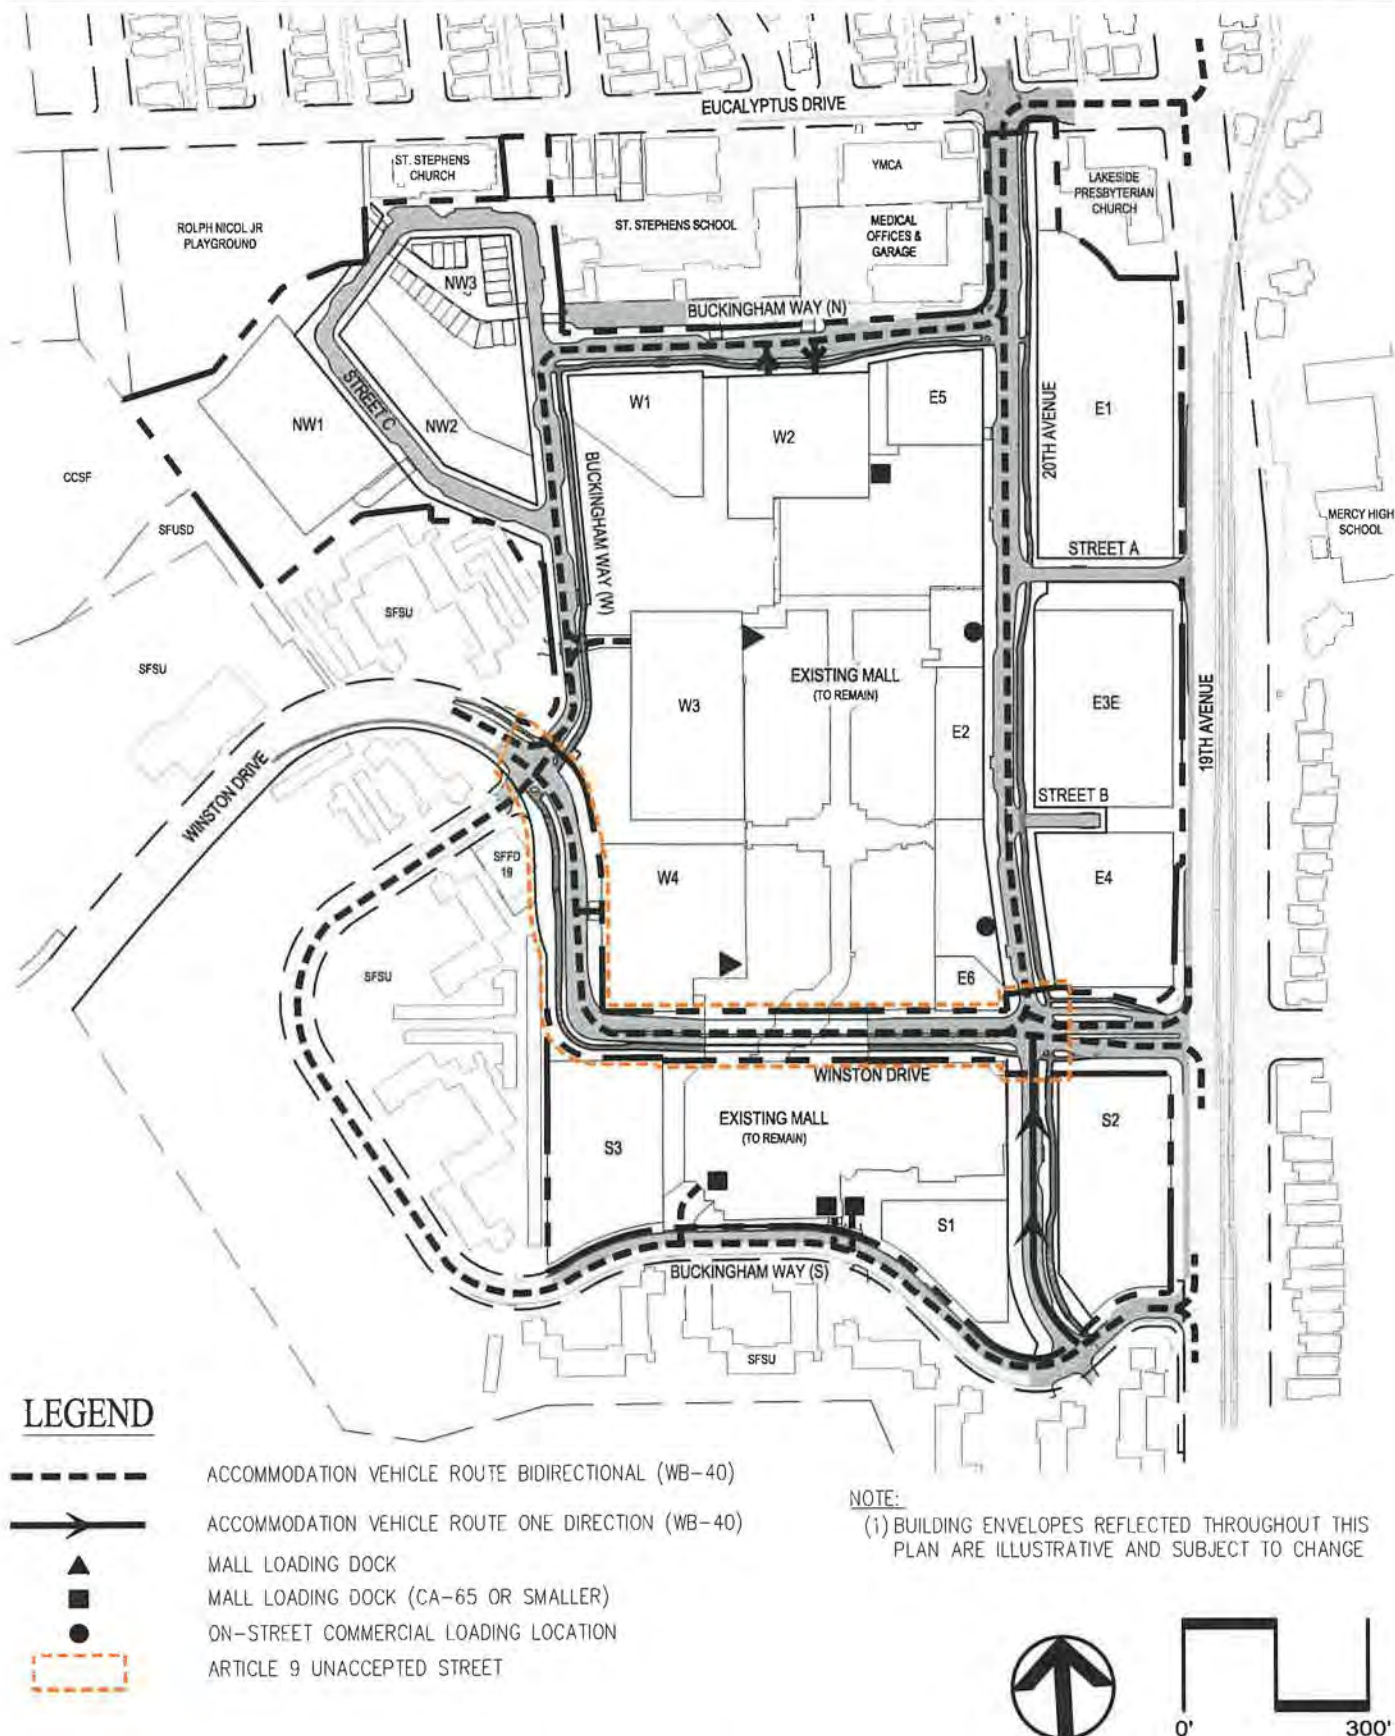 EUCALYPTUS DRIVE
ST. STEPHENS
CHURCH
YMCA
LAKESIDE
PRESBYTERIAN
CHURCH
ROLPH NICOL JR
PLAYGROUND
ST. STEPHENS SCHOOL
MEDICAL
OFFICES &
GARAGE
NW3
BUCKINGHAM WAY (N)
STREET C
NW1
NW2
W1
W2
E5
20TH AVENUE
E1
CCSF
SFUSD
BUCKINGHAM WAY (W)
MERCY HIGH
SCHOOL
STREET A
SFSU
SFSU
EXISTING MALL
(TO REMAIN)
W3
E2
E3E
19TH AVENUE
WINSTON DRIVE
STREET B
SFFD
19
W4
E4
SFSU
E6
WINSTON DRIVE
EXISTING MALL
(TO REMAIN)
S3
S2
S1
BUCKINGHAM WAY (S)
SFSU
LEGEND
ACCOMMODATION VEHICLE ROUTE BIDIRECTIONAL (WB-40)
ACCOMMODATION VEHICLE ROUTE ONE DIRECTION (WB-40)
MALL LOADING DOCK
MALL LOADING DOCK (CA-65 OR SMALLER)
ON-STREET COMMERCIAL LOADING LOCATION
ARTICLE 9 UNACCEPTED STREET
NOTE:
(1) BUILDING ENVELOPES REFLECTED THROUGHOUT THIS
PLAN ARE ILLUSTRATIVE AND SUBJECT TO CHANGE
0' 300'